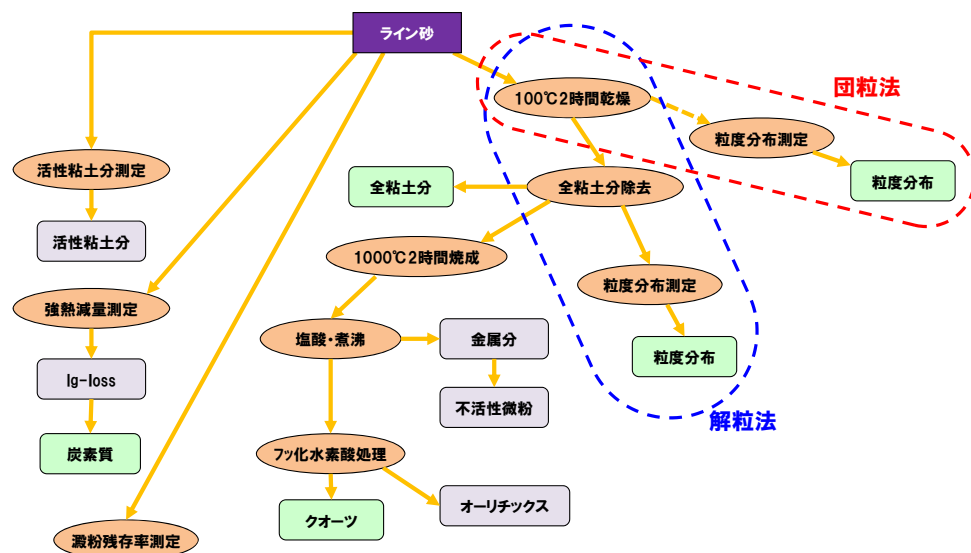 ライン砂
団粒法
100℃2時間乾燥
粒度分布測定
活性粘土分測定
全粘土分
全粘土分除去
粒度分布
活性粘土分
1000℃2時間焼成
粒度分布測定
強熱減量測定
塩酸・煮沸
金属分
粒度分布
Ig-loss
不活性微粉
解粒法
炭素質
フッ化水素酸処理
オーリチックス
クオーツ
澱粉残存率測定